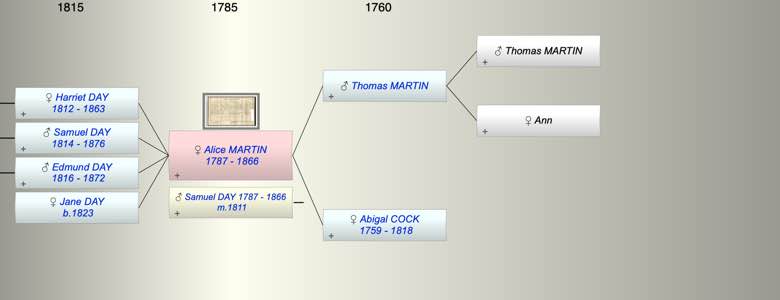 1815 1785 1760
♂ Thomas MARTIN
+
♀ Harriet DAY
1812 - 1863
+
♂ Samuel DAY
1814 - 1876
+
♂ Edmund DAY
1816 - 1872
+
♀ Jane DAY
b.1823
♀ Alice MARTIN
1787 - 1866
+
♂ Samuel DAY 1787 - 1866
m.1811
+
♂ Thomas MARTIN
+
♀ Ann
+
♀ Abigal COCK
1759 - 1818
+